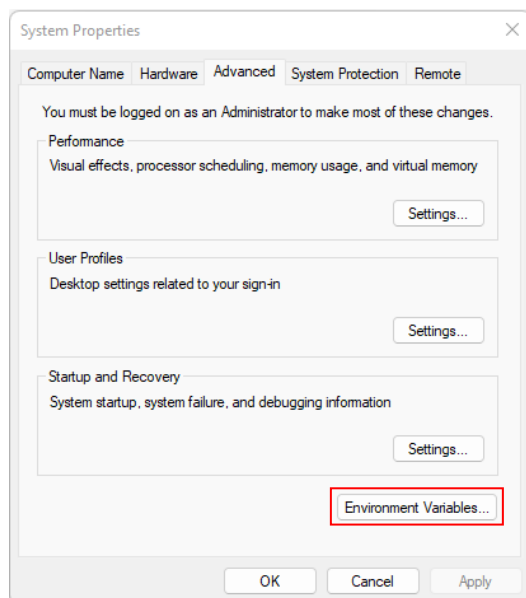 System Properties
Computer Name Hardware Advanced System Protection Remote
You must be logged on as an Administrator to make most of these changes.
Performance
Visual effects, processor scheduling, memory usage, and virtual memory
Settings...
User Profiles
Desktop settings related to your sign-in
Settings...
Startup and Recovery
System startup, system failure, and debugging information
Settings...
Environment Variables...
OK Cancel Apply